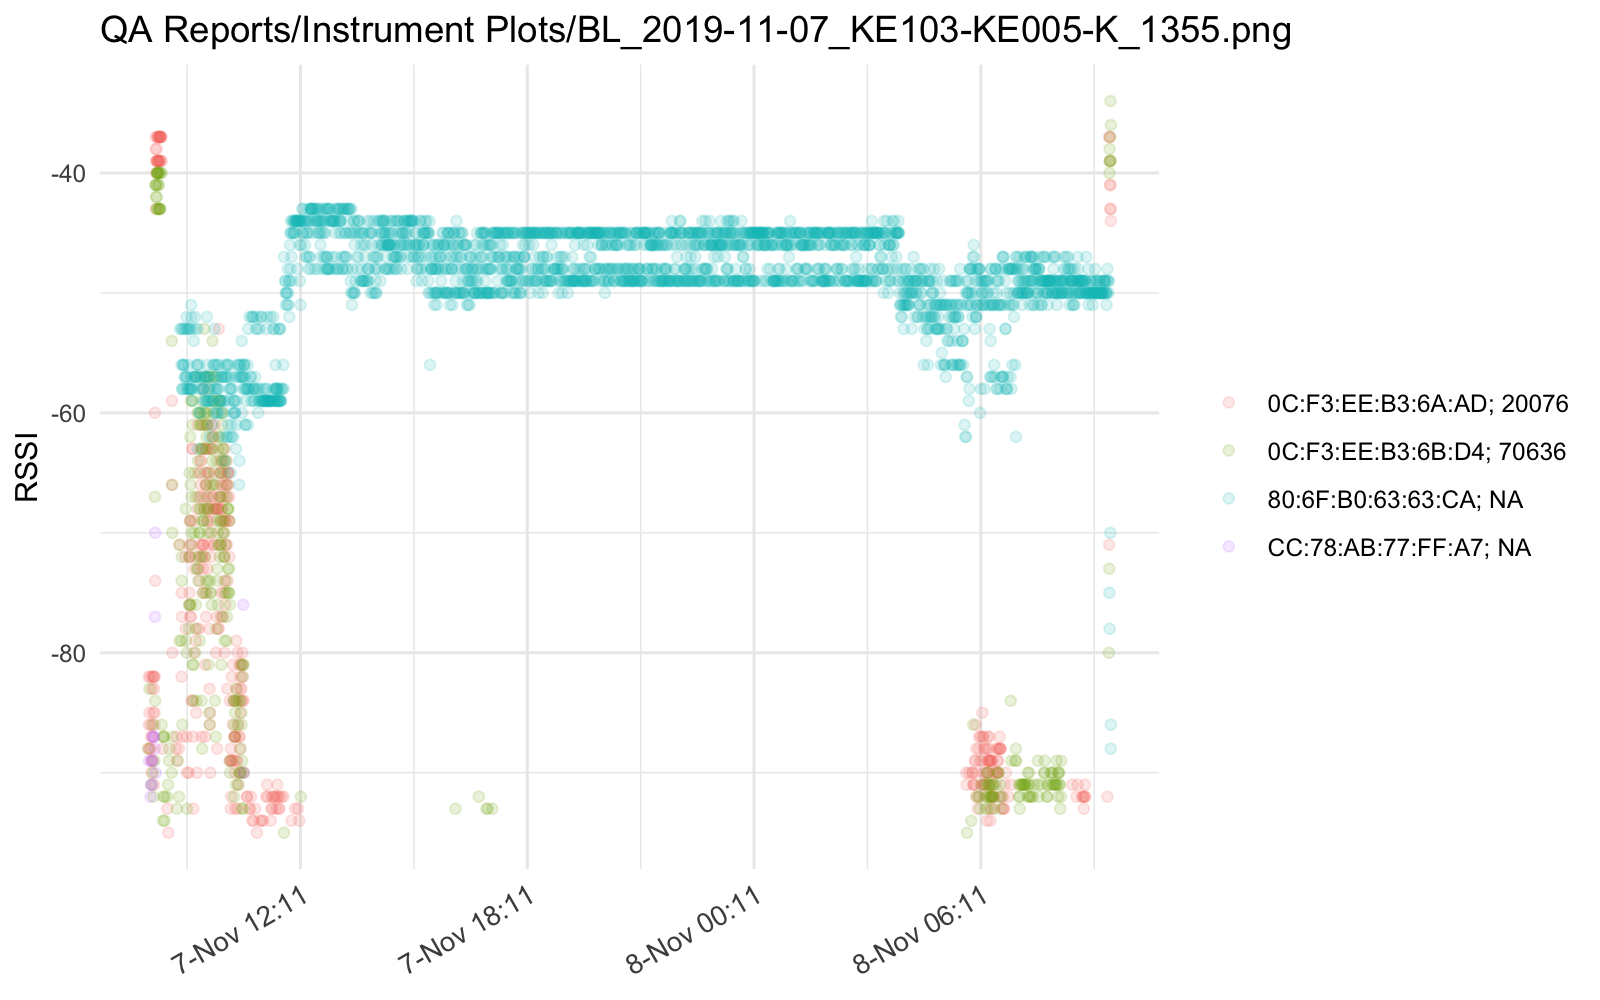 QA Reports/Instrument Plots/BL_2019-11-07_KE103-KE005-K_1355.png
RSSI
-40
-60
-80
7-Nov 12:11
7-Nov 18:11
8-Nov 00:11
8-Nov 06:11
0C:F3:EE:B3:6A:AD; 20076
0C:F3:EE:B3:6B:D4; 70636
80:6F:B0:63:63:CA; NA
CC:78:AB:77:FF:A7; NA